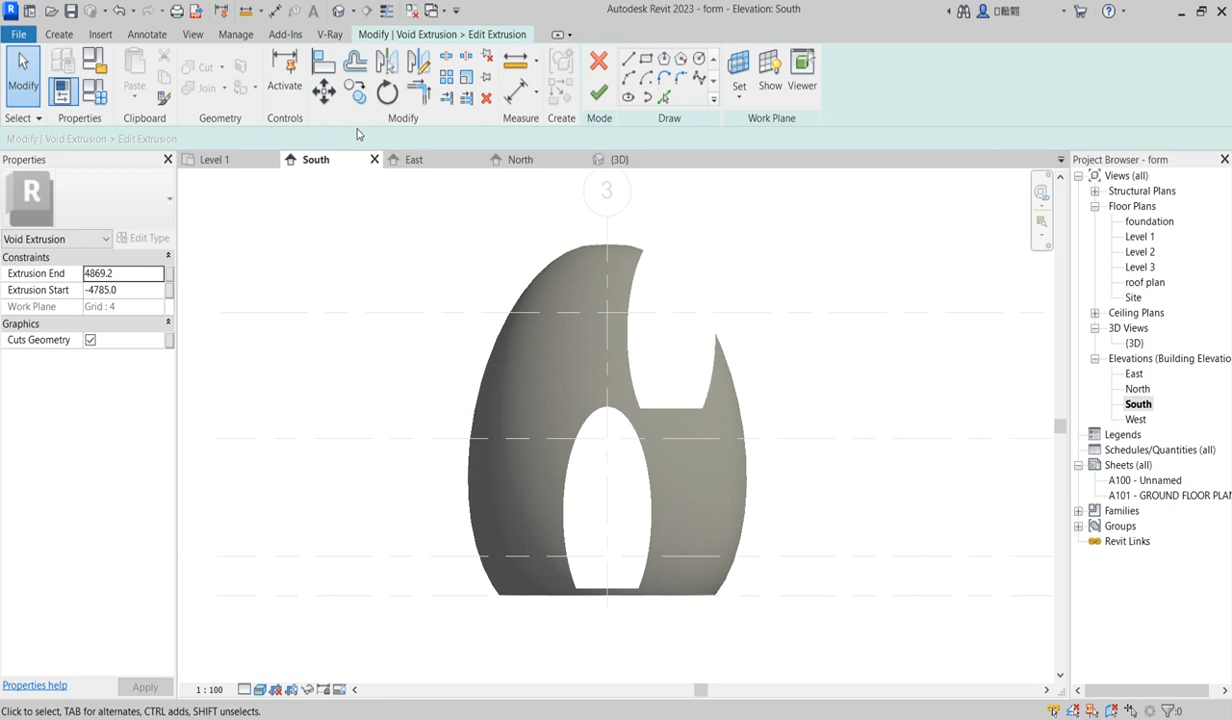 Autodesk Revit 2023 - form - Elevation: South
File Create Insert Annotate View Manage Add-Ins V-Ray Modify | Void Extrusion > Edit Extrusion
Modify Paste Cut Join Activate Set Show Viewer
Select Properties Clipboard Geometry Controls Modify Measure Create Mode Draw Work Plane
Modify | Void Extrusion > Edit Extrusion
Properties
R
Void Extrusion Edit Type
Constraints
Extrusion End 4869.2
Extrusion Start -4785.0
Work Plane Grid : 4
Graphics
Cuts Geometry
Properties help Apply
Level 1 South East North {3D}
3
1 : 100
Project Browser - form
Views (all)
Structural Plans
Floor Plans
foundation
Level 1
Level 2
Level 3
roof plan
Site
Ceiling Plans
3D Views
{3D}
Elevations (Building Elevatio
East
North
South
West
Legends
Schedules/Quantities (all)
Sheets (all)
A100 - Unnamed
A101 - GROUND FLOOR PLAN
Families
Groups
Revit Links
Click to select, TAB for alternates, CTRL adds, SHIFT unselects.
:0